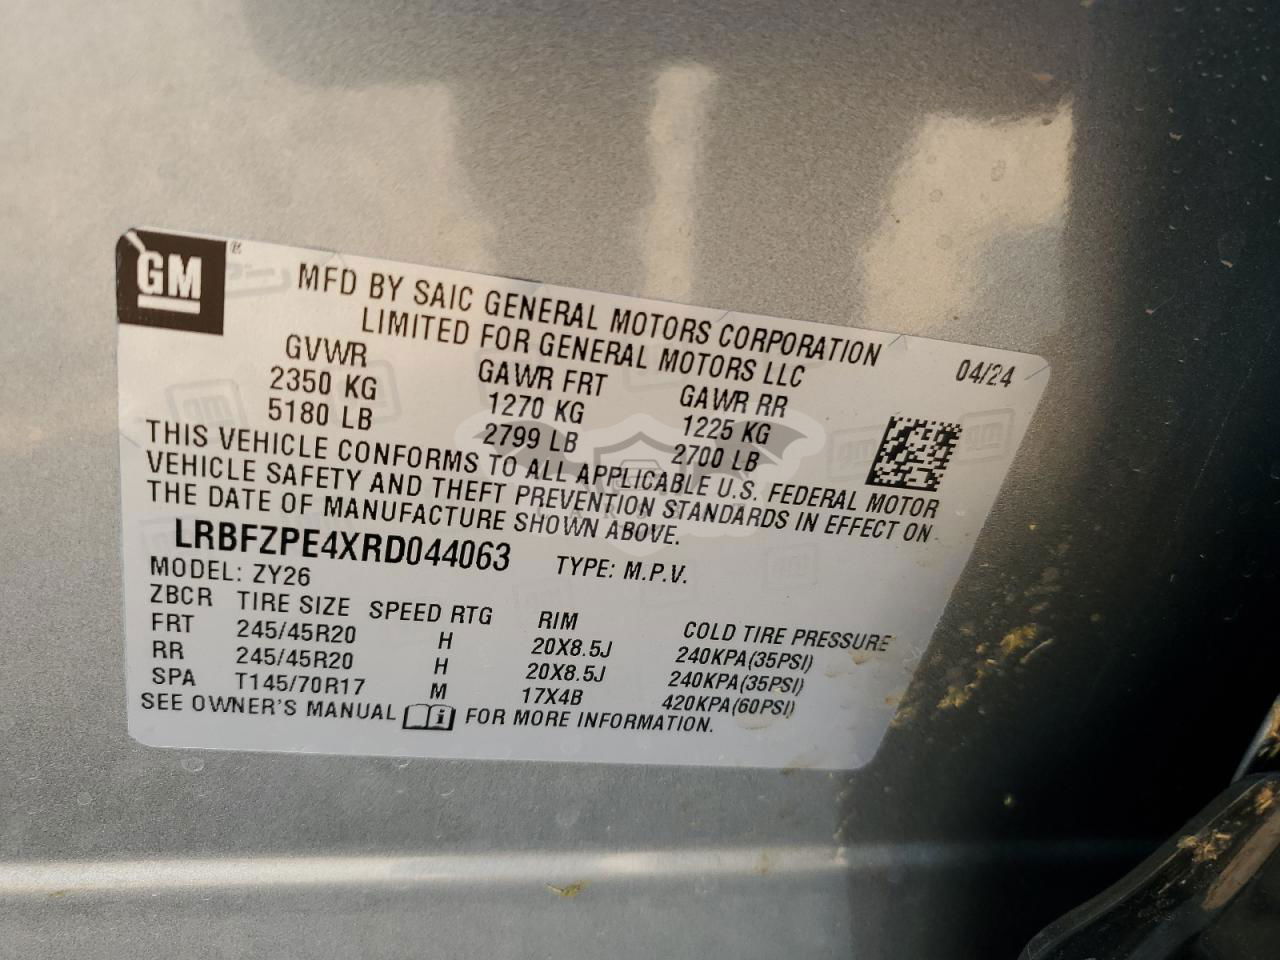 GM ®
MFD BY SAIC GENERAL MOTORS CORPORATION
LIMITED FOR GENERAL MOTORS LLC
04/24
GVWR GAWR FRT GAWR RR
2350 KG 1270 KG 1225 KG
5180 LB 2799 LB 2700 LB
THIS VEHICLE CONFORMS TO ALL APPLICABLE U.S. FEDERAL MOTOR
VEHICLE SAFETY AND THEFT PREVENTION STANDARDS IN EFFECT ON
THE DATE OF MANUFACTURE SHOWN ABOVE.
LRBFZPE4XRD044063 TYPE: M.P.V.
MODEL: ZY26
ZBCR TIRE SIZE SPEED RTG RIM COLD TIRE PRESSURE
FRT 245/45R20 H 20X8.5J 240KPA(35PSI)
RR 245/45R20 H 20X8.5J 240KPA(35PSI)
SPA T145/70R17 M 17X4B 420KPA(60PSI)
SEE OWNER'S MANUAL i FOR MORE INFORMATION.